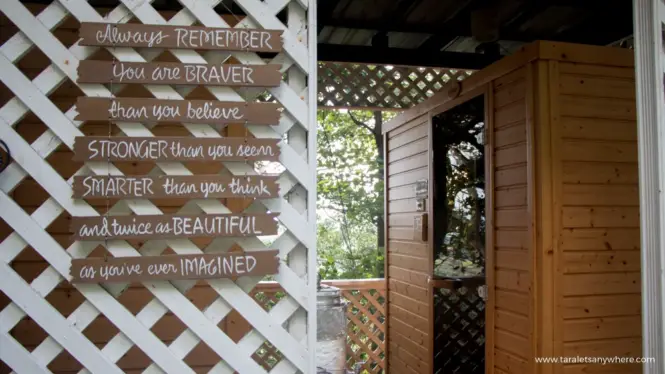 Always REMEMBER
You are BRAVER
than you believe
STRONGER than you seem
SMARTER than you think
and twice as BEAUTIFUL
as you've ever IMAGINED
www.taraletsanywhere.com